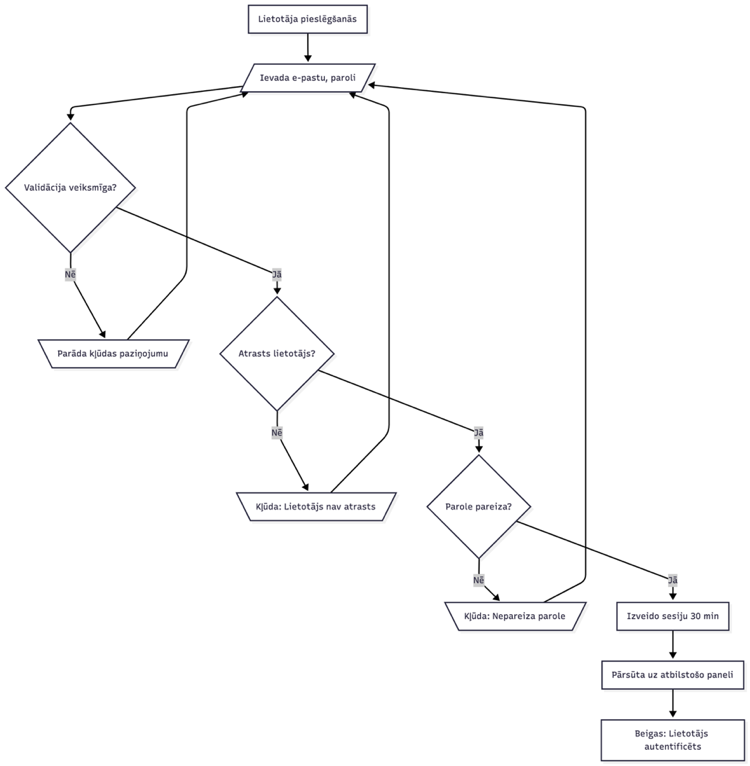 Lietotāja pieslēgšanās
Ievada e-pastu, paroli
Validācija veiksmīga?
Nē
Jā
Parāda kļūdas paziņojumu
Atrasts lietotājs?
Nē
Jā
Kļūda: Lietotājs nav atrasts
Parole pareiza?
Nē
Jā
Kļūda: Nepareiza parole
Izveido sesiju 30 min
Pārsūta uz atbilstošo paneli
Beigas: Lietotājs
autentificēts